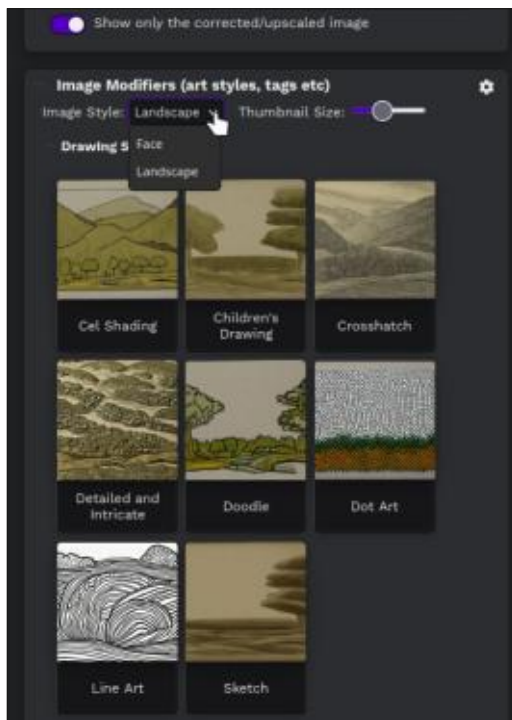 Show only the corrected/upscaled image
Image Modifiers (art styles, tags etc)
Image Style: Landscape Thumbnail Size:
Drawing S
Face
Landscape
Cel Shading
Children's
Drawing
Crosshatch
Detailed and
Intricate
Doodle
Dot Art
Line Art
Sketch